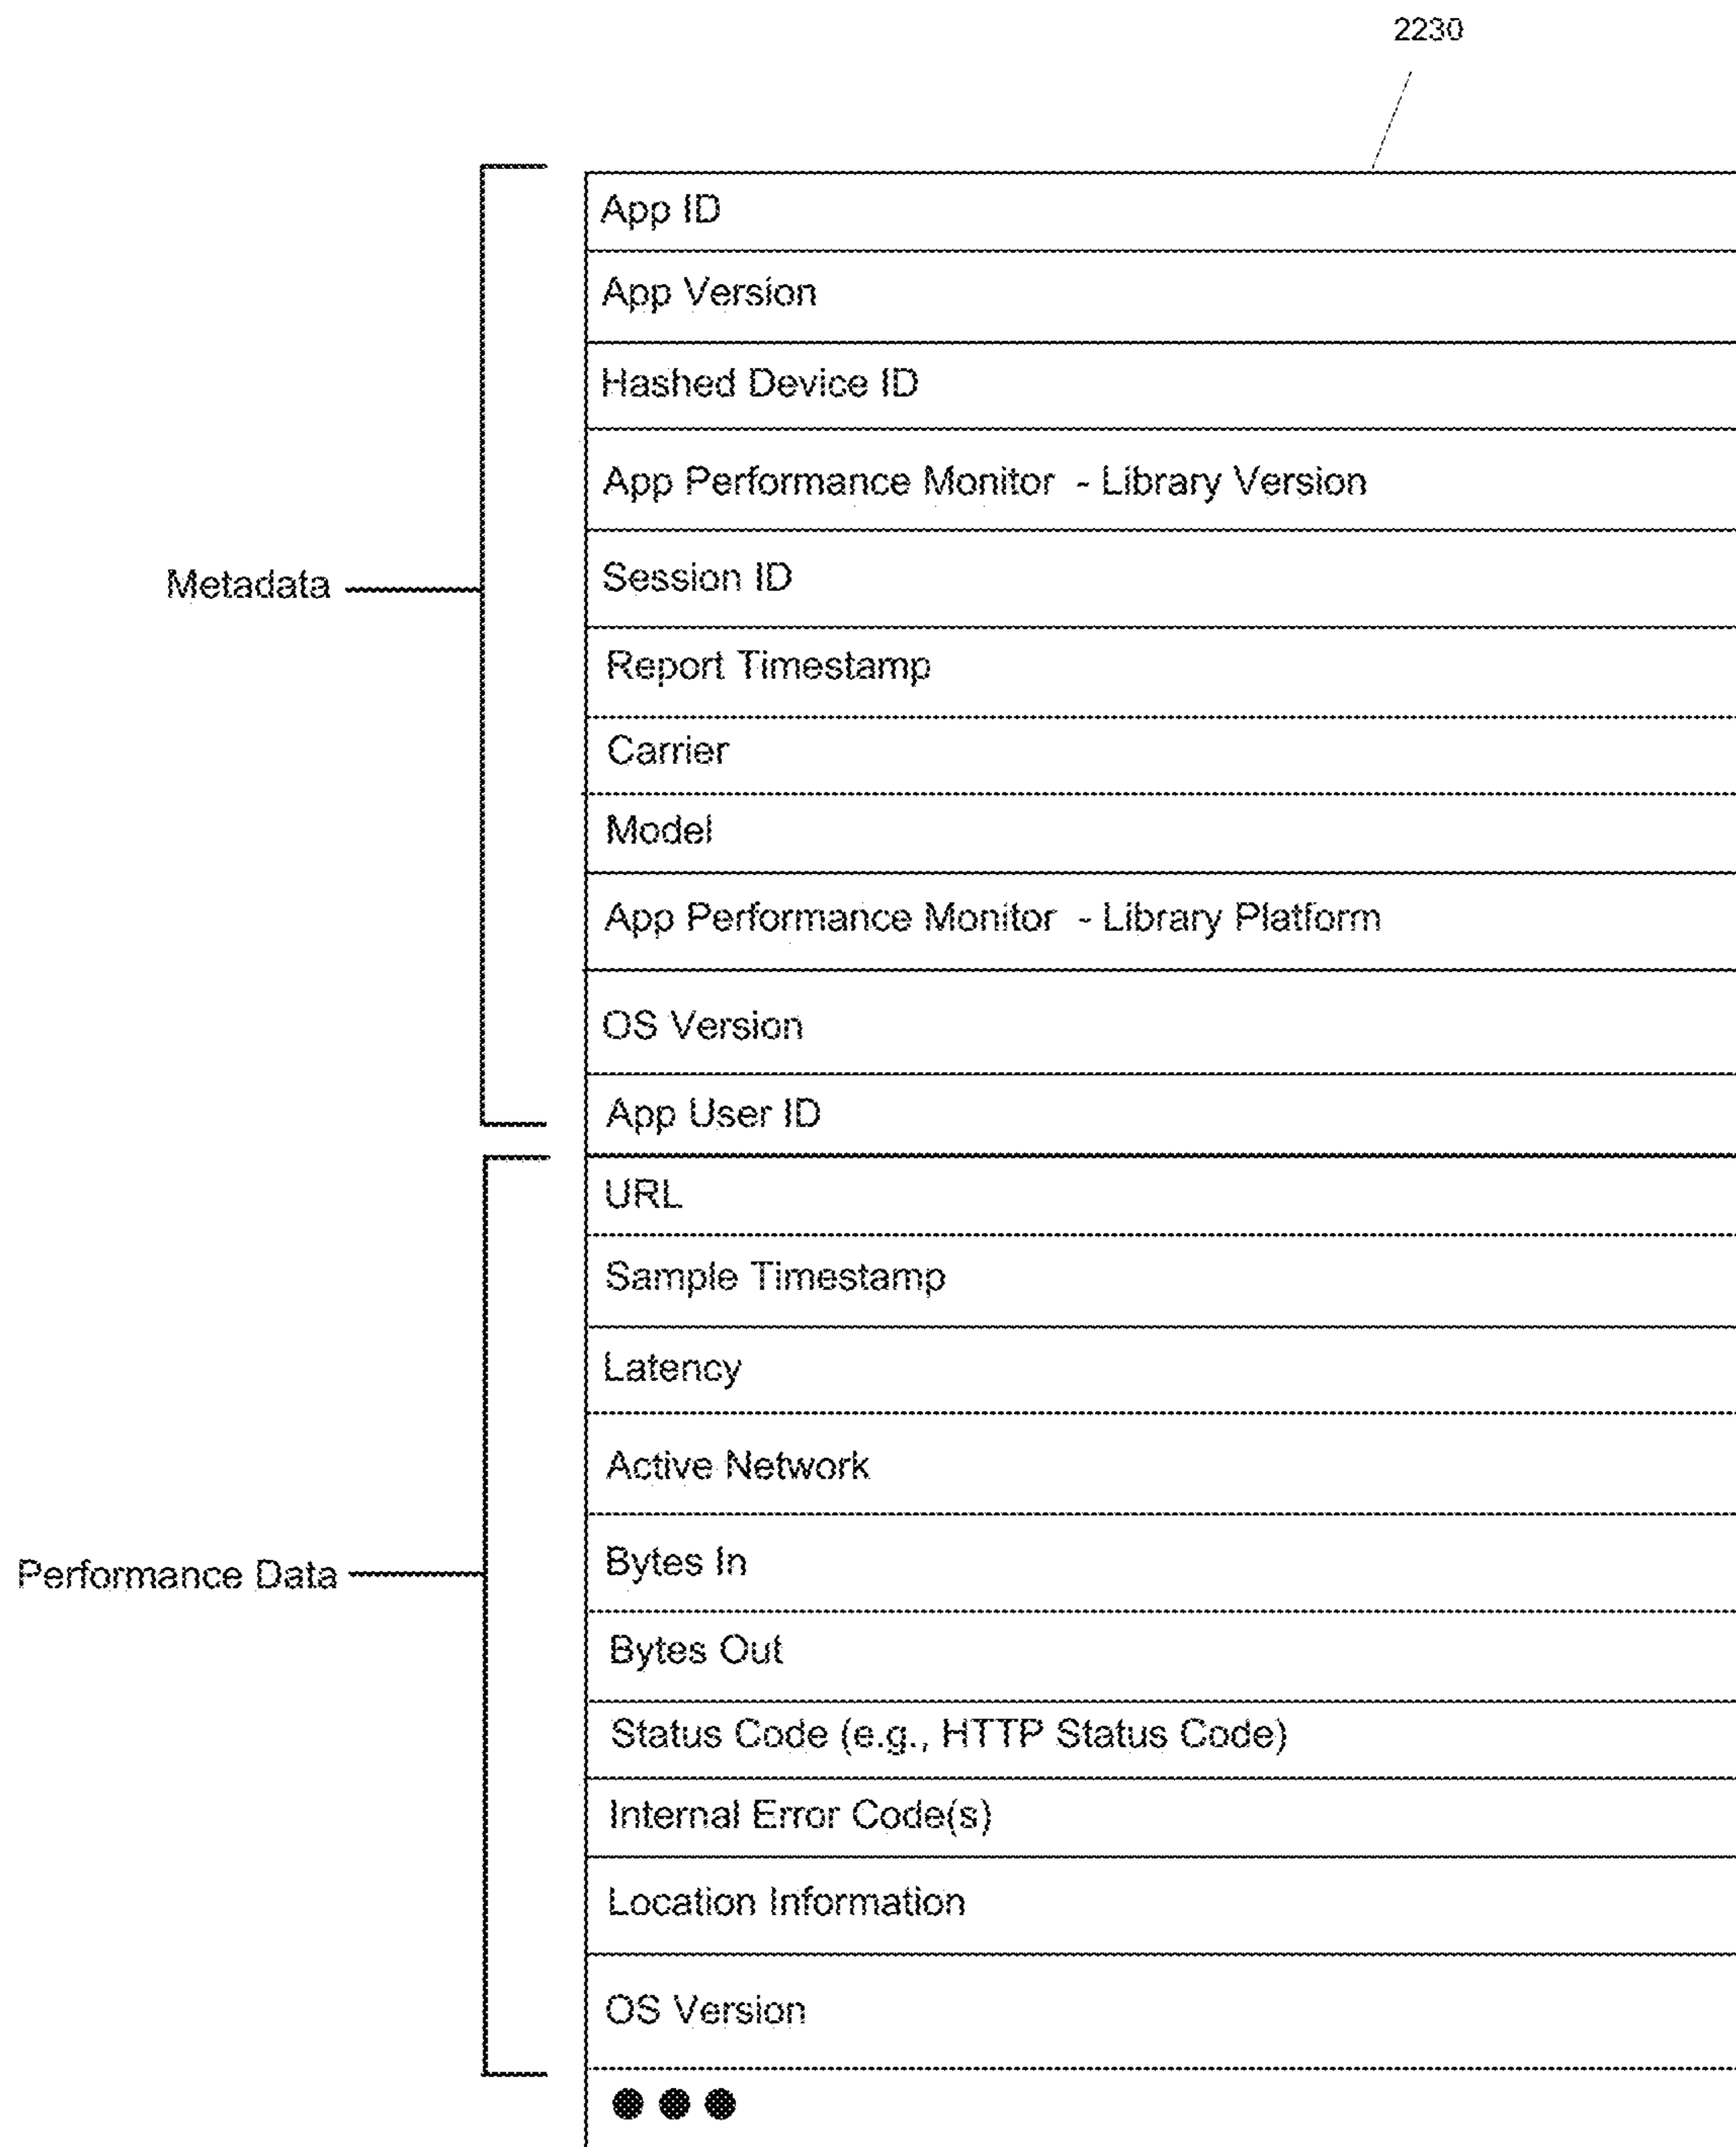 2230
App ID
App Version
Hashed Device ID
App Performance Monitor - Library Version
Session ID
Metadata
Report Timestamp
Carrier
Model
App Performance Monitor - Library Platform
OS Version
App User ID
URL
Sample Timestamp
Latency
Active Network
Bytes In
Performance Data
Bytes Out
Status Code (e.g., HTTP Status Code)
Internal Error Code(s)
Location Information
OS Version